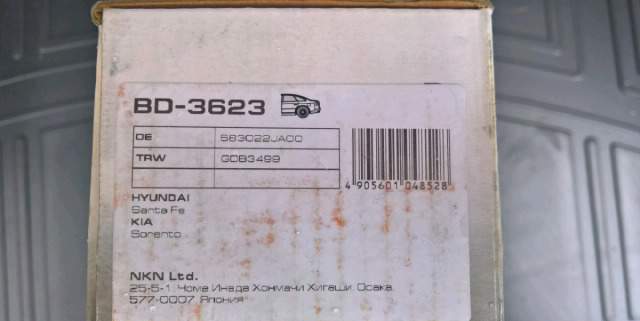 BD-3623
OE 583022JA00
TRW GDB3499
4 905601 048528
HYUNDAI
Santa Fe
KIA
Sorento
NKN Ltd.
25-5-1, Чоме Инада Хонмачи Хигаши, Осака,
577-0007, Япония